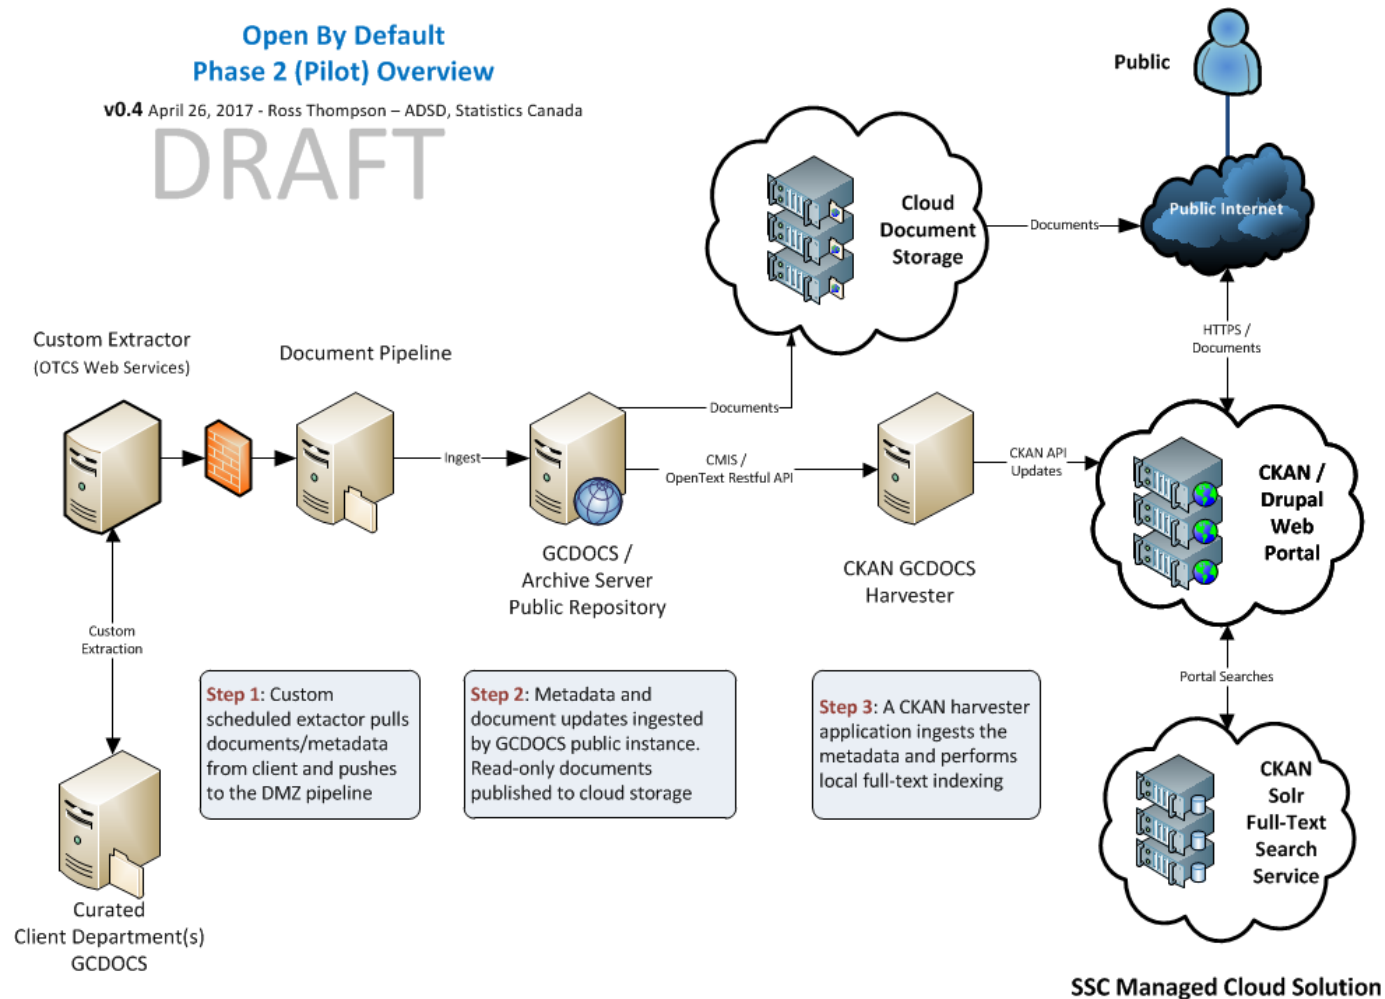 Open By Default
Phase 2 (Pilot) Overview
v0.4 April 26, 2017 - Ross Thompson – ADSD, Statistics Canada
DRAFT
Public
Public Internet
Cloud
Document
Storage
Documents
HTTPS /
Documents
Custom Extractor
(OTCS Web Services)
Document Pipeline
Documents
Ingest
CMIS /
OpenText Restful API
CKAN API
Updates
CKAN /
Drupal
Web
Portal
GCDOCS /
Archive Server
Public Repository
CKAN GCDOCS
Harvester
Custom
Extraction
Portal Searches
Step 1: Custom
scheduled extactor pulls
documents/metadata
from client and pushes
to the DMZ pipeline
Step 2: Metadata and
document updates ingested
by GCDOCS public instance.
Read-only documents
published to cloud storage
Step 3: A CKAN harvester
application ingests the
metadata and performs
local full-text indexing
CKAN
Solr
Full-Text
Search
Service
Curated
Client Department(s)
GCDOCS
SSC Managed Cloud Solution